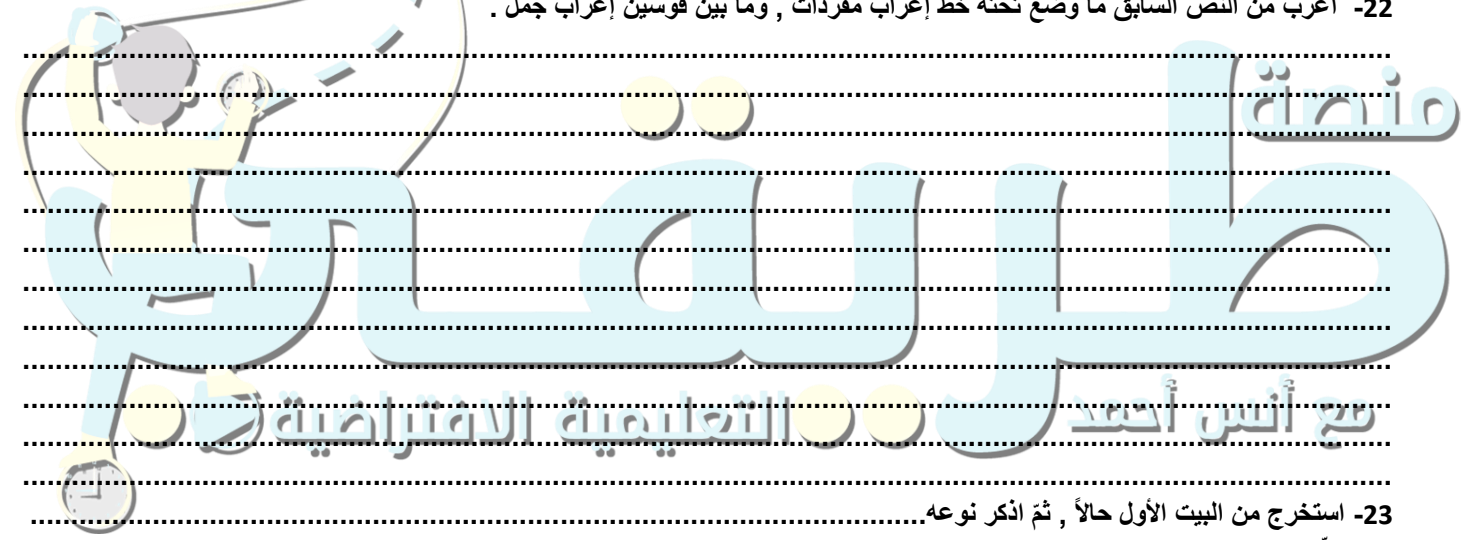 22- أعرب من النص السابق ما وضع تحته خط إعراب مفردات , وما بين قوسين إعراب جمل .
منصة
طريقي
مع أنس أحمد
التعليمية الافتراضية
23- استخرج من البيت الأول حالاً , ثمّ اذكر نوعه..........................................................................................